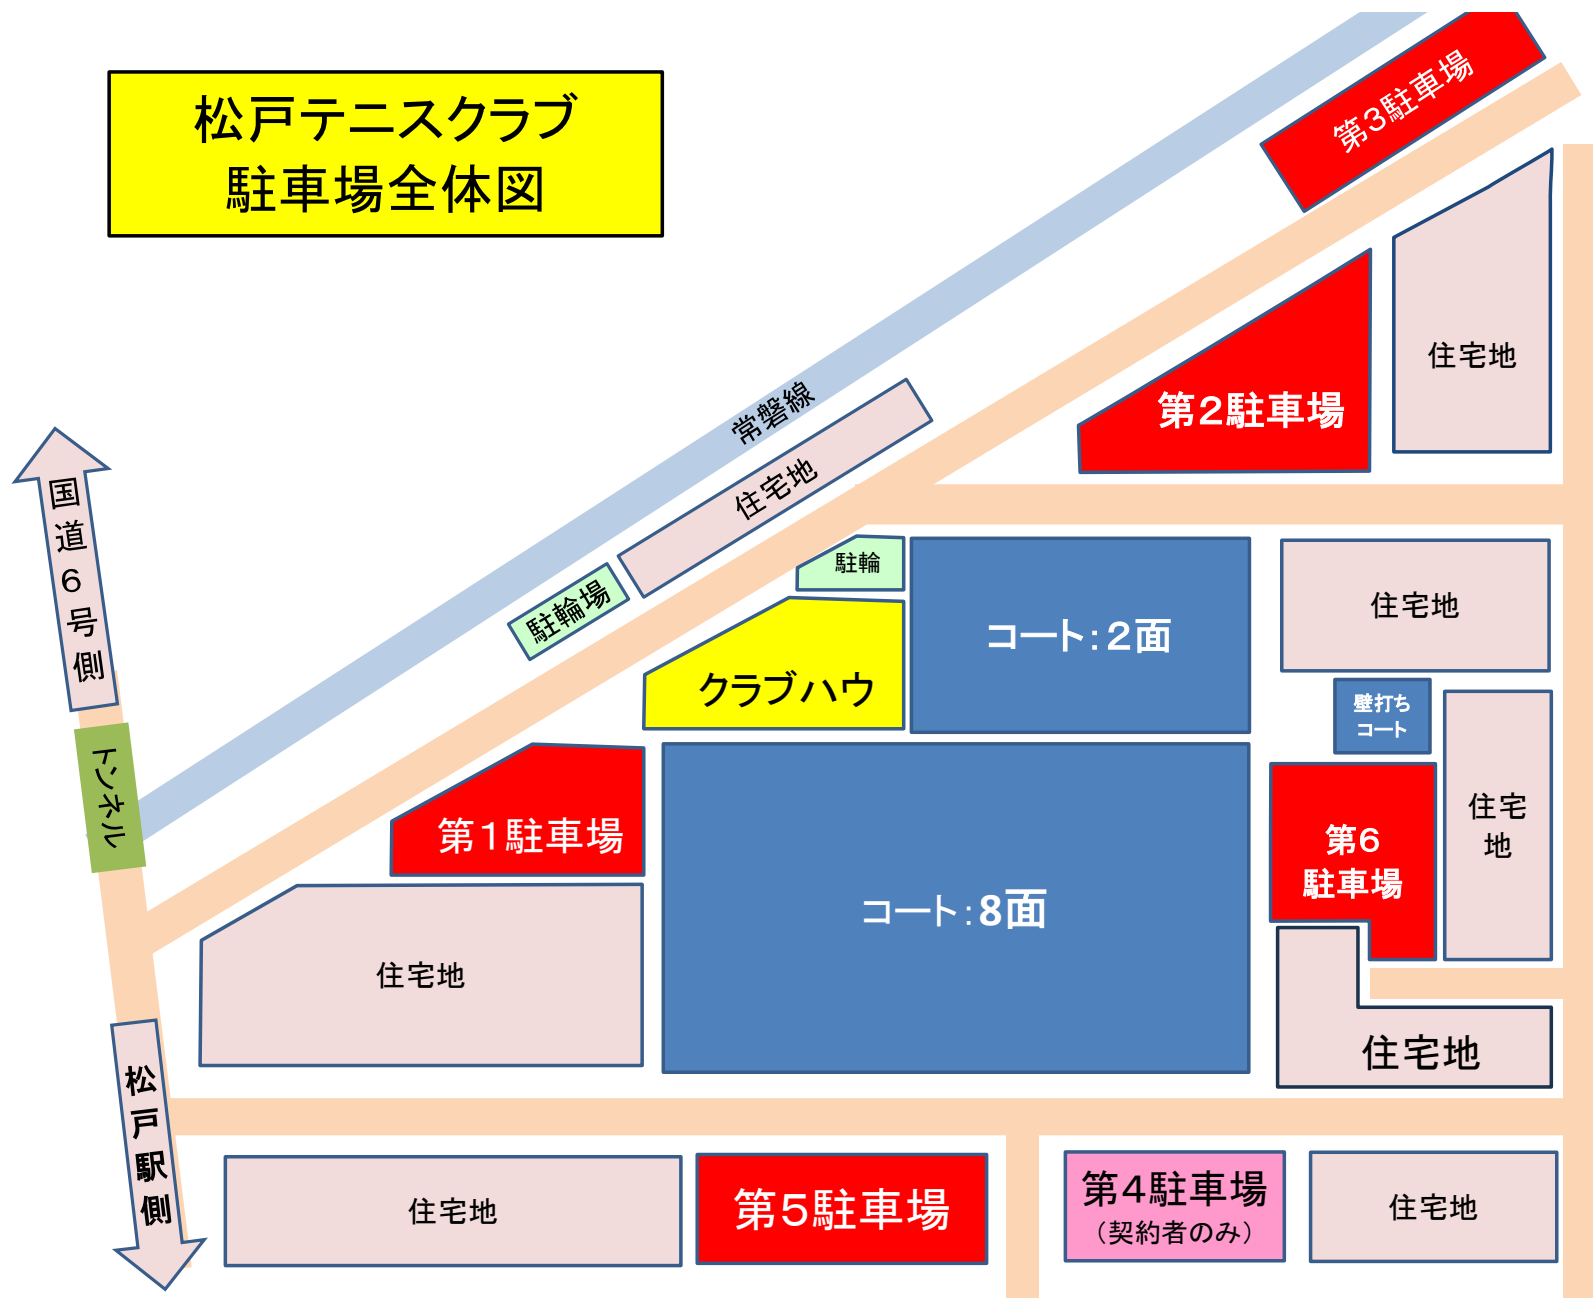 松戸テニスクラブ
駐車場全体図
第3駐車場
住宅地
第2駐車場
常磐線
住宅地
国道6号側
駐輪場
駐輪
コート：2面
住宅地
クラブハウ
壁打ち
コート
トンネル
第1駐車場
住宅
地
第6
駐車場
コート：8面
住宅地
住宅地
松戸駅側
第5駐車場
第4駐車場
（契約者のみ）
住宅地
住宅地